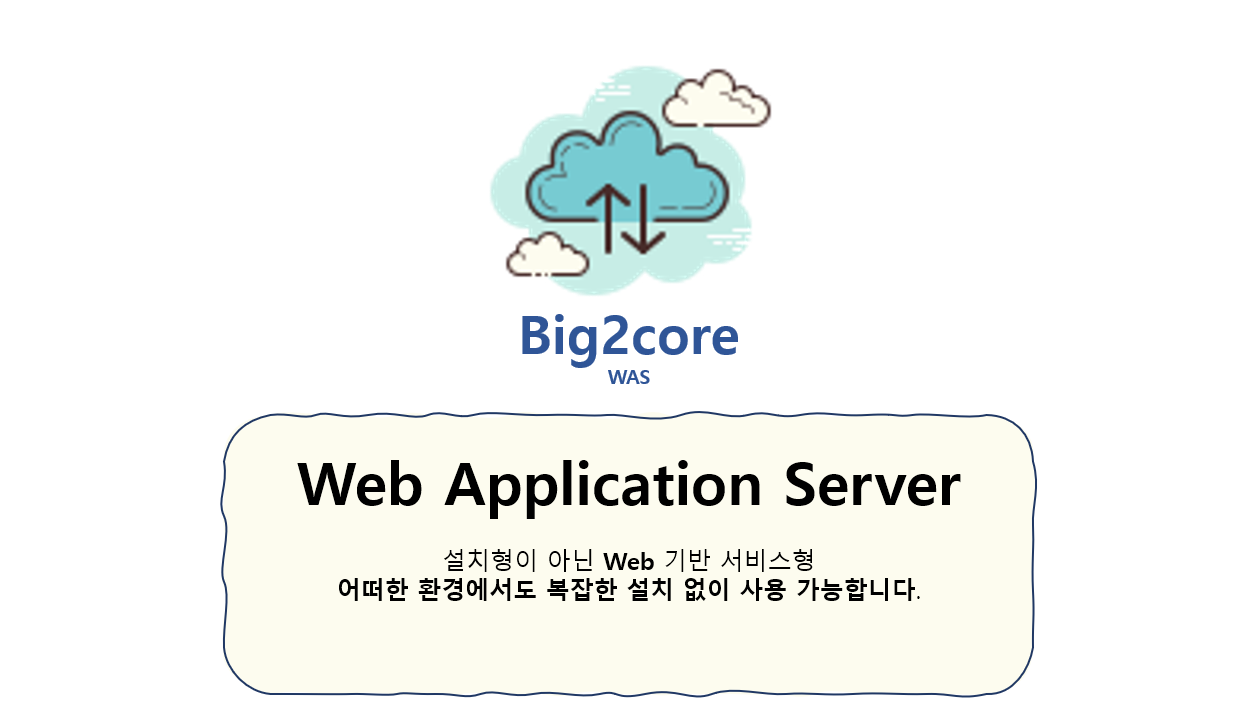 Big2core
WAS
Web Application Server
설치형이 아닌 Web 기반 서비스형
어떠한 환경에서도 복잡한 설치 없이 사용 가능합니다.